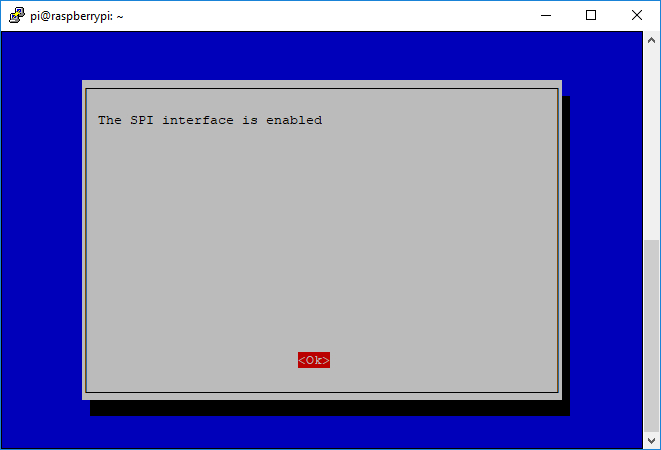 pi@raspberrypi: ~
The SPI interface is enabled
<Ok>